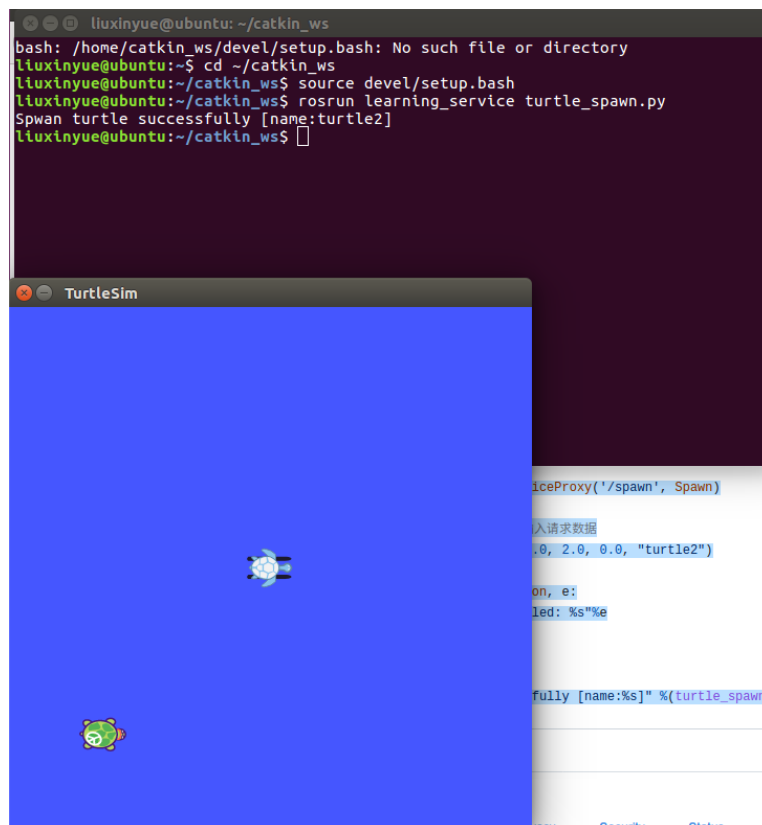 liuxinyue@ubuntu: ~/catkin_ws
bash: /home/catkin_ws/devel/setup.bash: No such file or directory
liuxinyue@ubuntu:~$ cd ~/catkin_ws
liuxinyue@ubuntu:~/catkin_ws$ source devel/setup.bash
liuxinyue@ubuntu:~/catkin_ws$ rosrun learning_service turtle_spawn.py
Spwan turtle successfully [name:turtle2]
liuxinyue@ubuntu:~/catkin_ws$
TurtleSim
iceProxy('/spawn', Spawn)
入请求数据
.0, 2.0, 0.0, "turtle2")
on, e:
led: %s"%e
fully [name:%s]" %(turtle_spawn